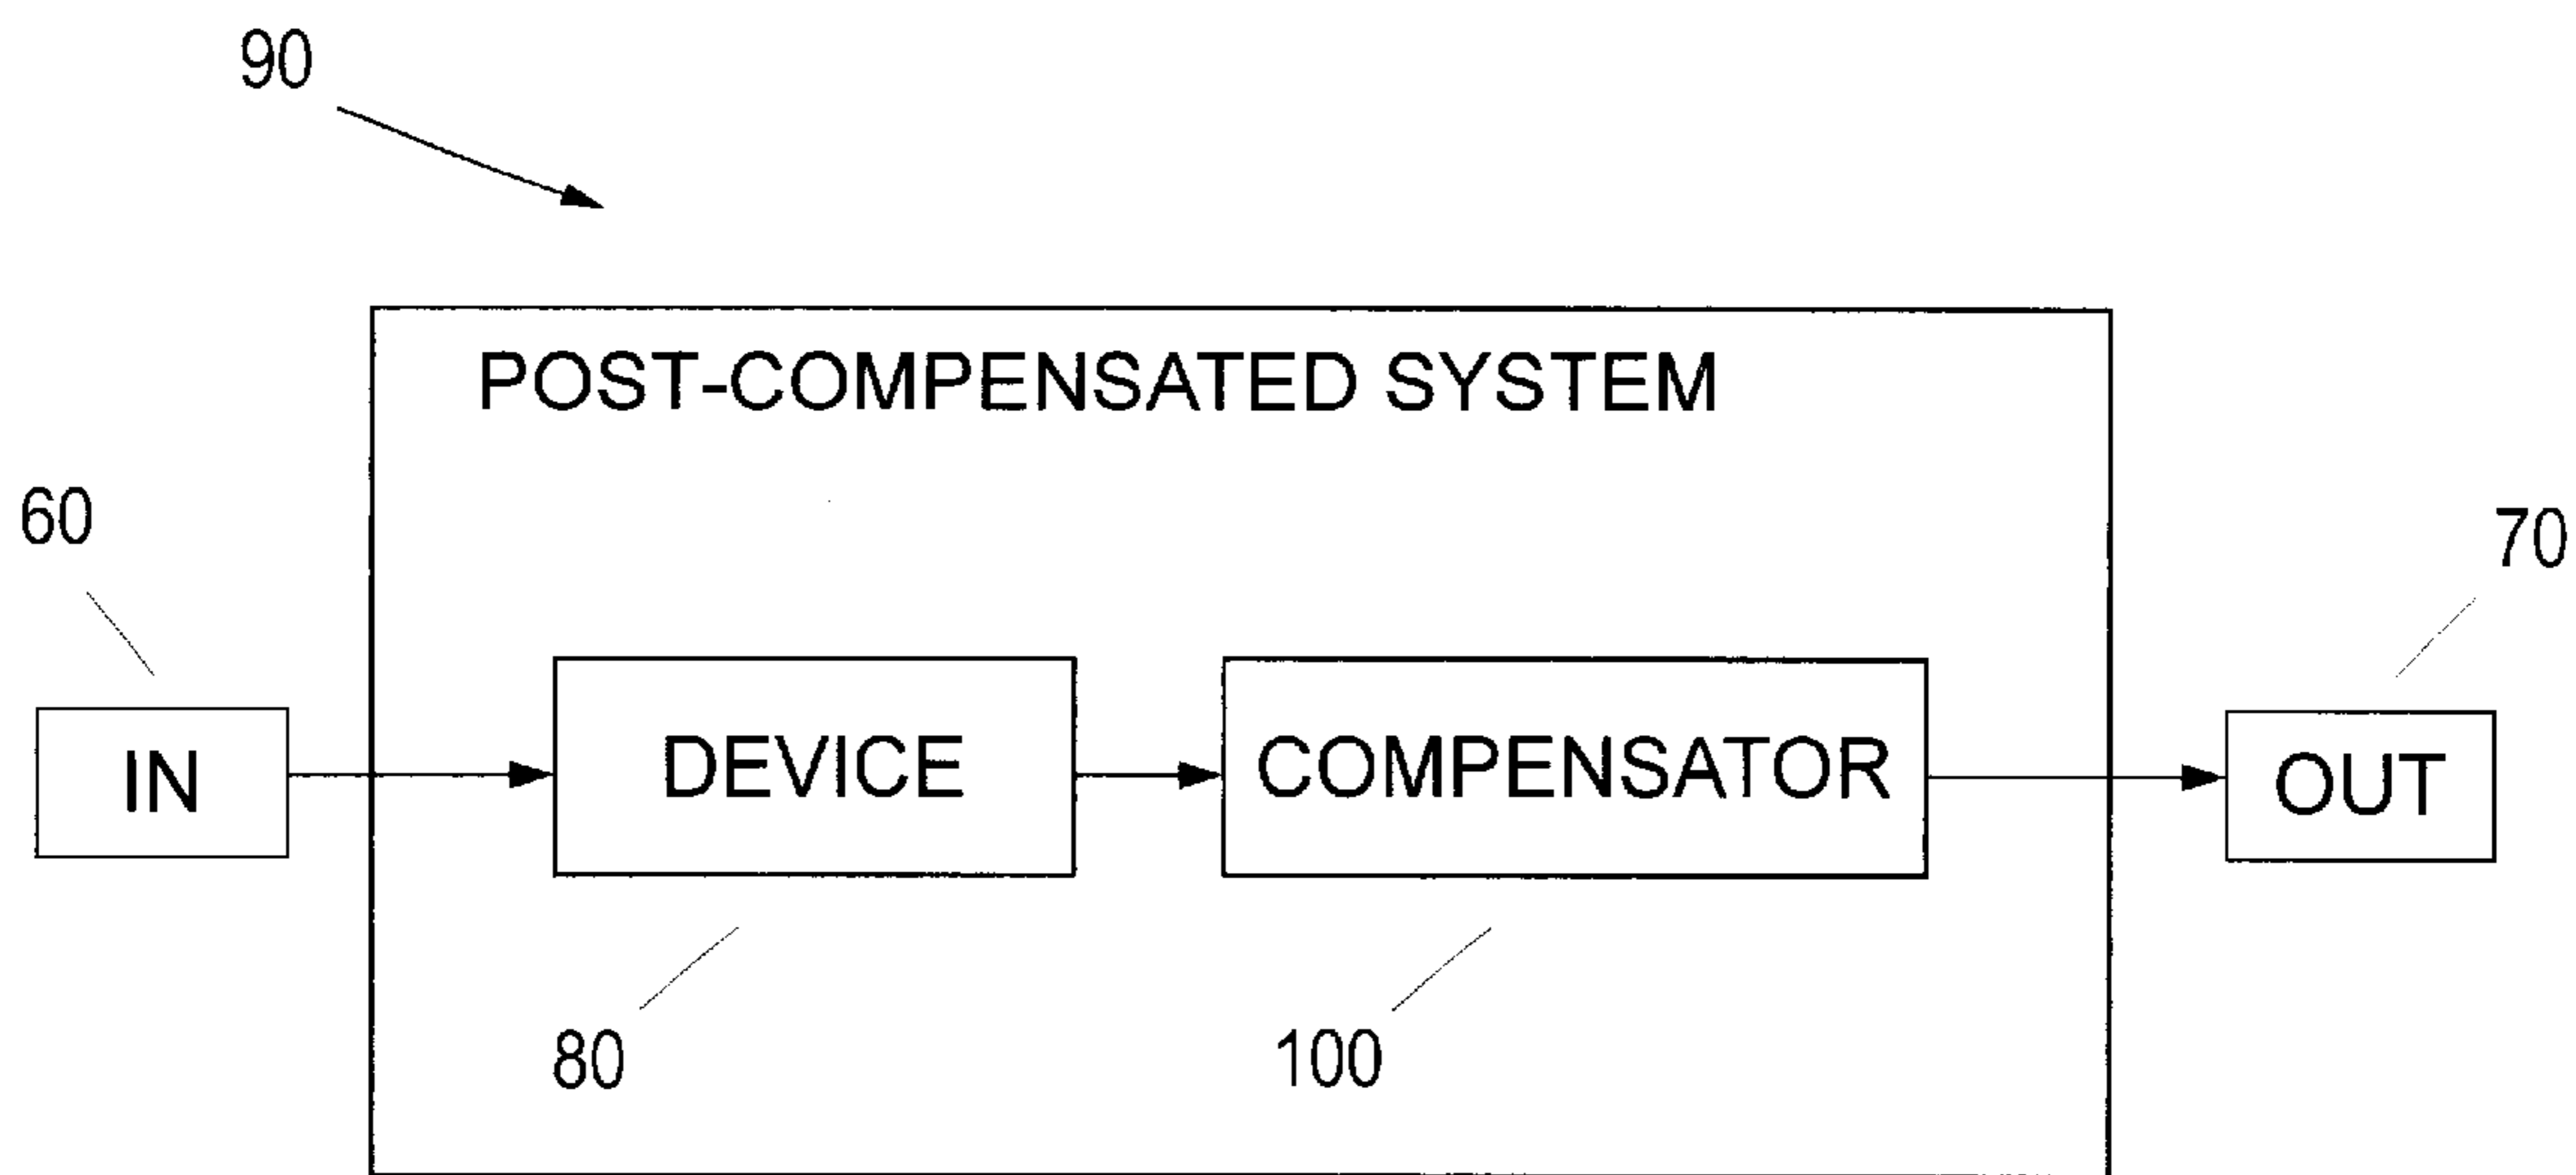 90
POST-COMPENSATED SYSTEM
60
70
IN
DEVICE
COMPENSATOR
OUT
80
100